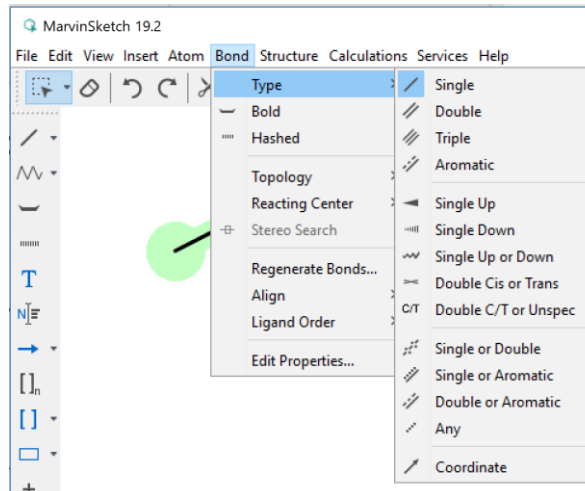 MarvinSketch 19.2
File Edit View Insert Atom Bond Structure Calculations Services Help
Type
Bold
Hashed
Topology
Reacting Center
Stereo Search
Regenerate Bonds...
Align
Ligand Order
Edit Properties...
Single
Double
Triple
Aromatic
Single Up
Single Down
Single Up or Down
Double Cis or Trans
C/T Double C/T or Unspec
Single or Double
Single or Aromatic
Double or Aromatic
Any
Coordinate
T
N
[ ]n
[ ]